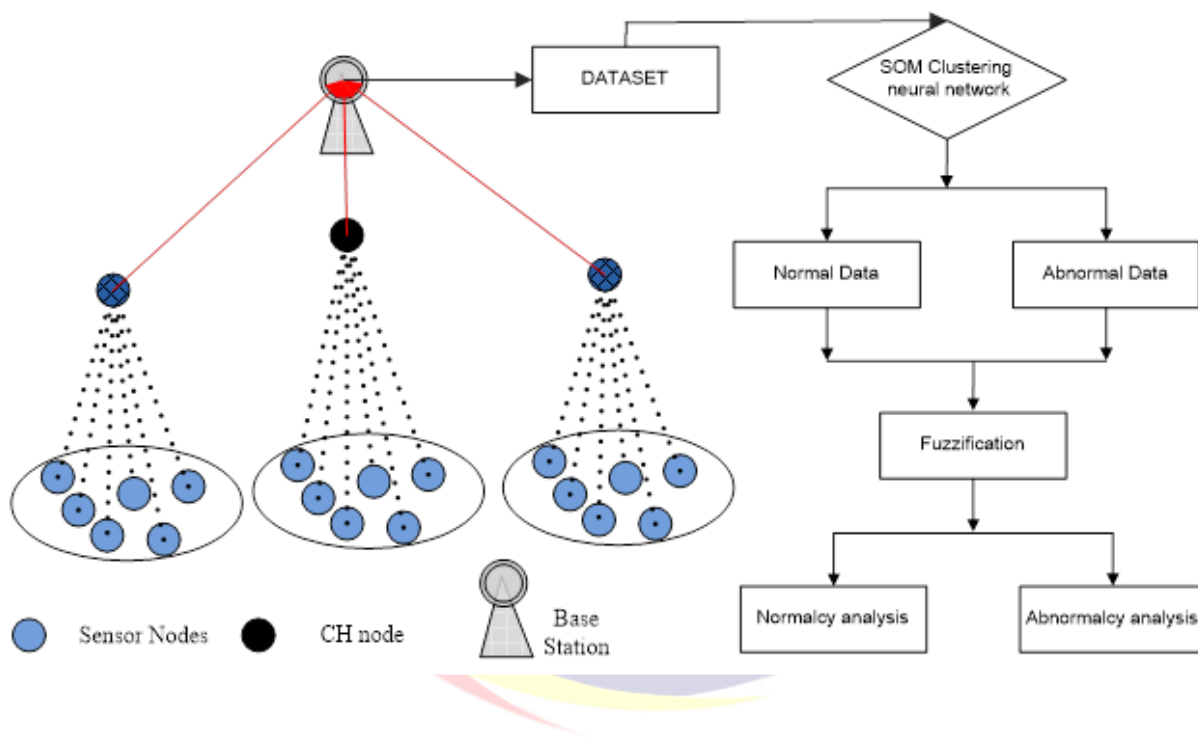 DATASET
SOM Clustering
neural network
Normal Data
Abnormal Data
Fuzzification
Normalcy analysis
Abnormalcy analysis
Sensor Nodes
CH node
Base
Station